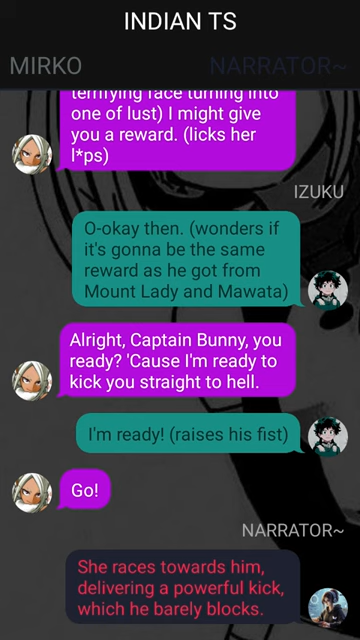 INDIAN TS
MIRKO
NARRATOR~
terrifying face turning into
one of lust) I might give
you a reward. (licks her
l*ps)
IZUKU
O-okay then. (wonders if
it's gonna be the same
reward as he got from
Mount Lady and Mawata)
Alright, Captain Bunny, you
ready? 'Cause I'm ready to
kick you straight to hell.
I'm ready! (raises his fist)
Go!
NARRATOR~
She races towards him,
delivering a powerful kick,
which he barely blocks.